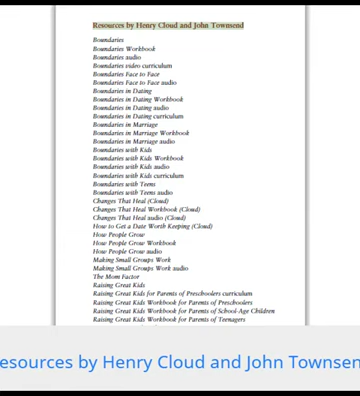 Resources by Henry Cloud and John Townsend
Boundaries
Boundaries Workbook
Boundaries audio
Boundaries video curriculum
Boundaries Face to Face
Boundaries Face to Face audio
Boundaries in Dating
Boundaries in Dating Workbook
Boundaries in Dating audio
Boundaries in Dating curriculum
Boundaries in Marriage
Boundaries in Marriage Workbook
Boundaries in Marriage audio
Boundaries with Kids
Boundaries with Kids Workbook
Boundaries with Kids audio
Boundaries with Kids curriculum
Boundaries with Teens
Boundaries with Teens audio
Changes That Heal (Cloud)
Changes That Heal Workbook (Cloud)
Changes That Heal audio (Cloud)
How to Get a Date Worth Keeping (Cloud)
How People Grow
How People Grow Workbook
How People Grow audio
Making Small Groups Work
Making Small Groups Work audio
The Mom Factor
Raising Great Kids
Raising Great Kids for Parents of Preschoolers curriculum
Raising Great Kids Workbook for Parents of Preschoolers
Raising Great Kids Workbook for Parents of School-Age Children
Raising Great Kids Workbook for Parents of Teenagers
esources by Henry Cloud and John Townsen